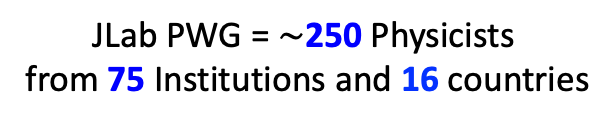 JLab PWG = ~250 Physicists
from 75 Institutions and 16 countries